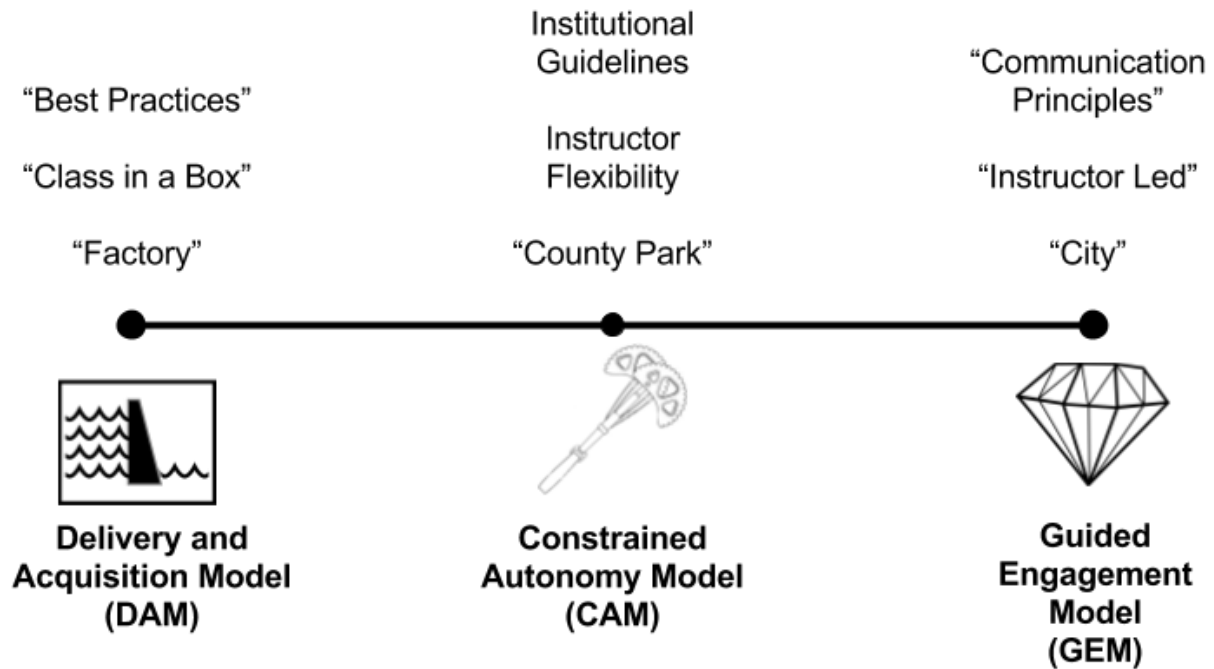 “Best Practices”
“Class in a Box”
“Factory”
Institutional
Guidelines
Instructor
Flexibility
“County Park”
“Communication
Principles”
“Instructor Led”
“City”
Delivery and
Acquisition Model
(DAM)
Constrained
Autonomy Model
(CAM)
Guided
Engagement
Model
(GEM)